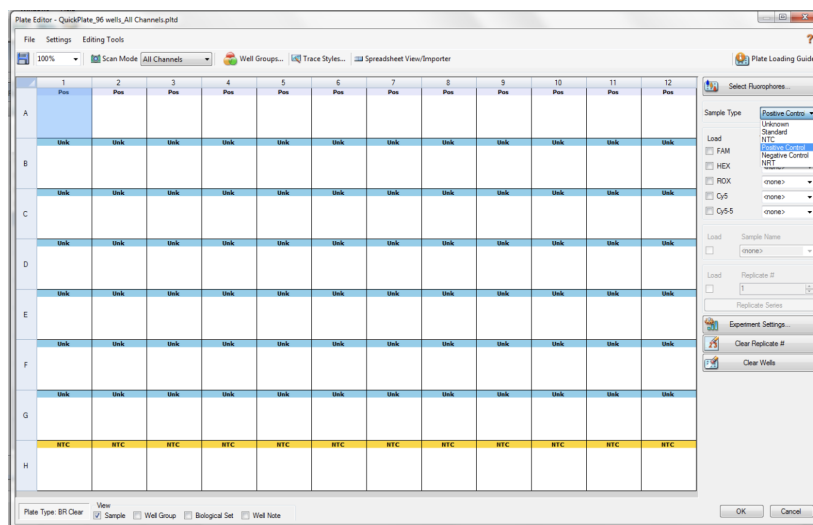 Plate Editor - QuickPlate_96 wells_All Channels.pltd
File Settings Editing Tools ?
100% Scan Mode All Channels Well Groups... Trace Styles... Spreadsheet View/Importer Plate Loading Guide
1 2 3 4 5 6 7 8 9 10 11 12
Pos Pos Pos Pos Pos Pos Pos Pos Pos Pos Pos Pos
A
Unk Unk Unk Unk Unk Unk Unk Unk Unk Unk Unk Unk
B
Unk Unk Unk Unk Unk Unk Unk Unk Unk Unk Unk Unk
C
Unk Unk Unk Unk Unk Unk Unk Unk Unk Unk Unk Unk
D
Unk Unk Unk Unk Unk Unk Unk Unk Unk Unk Unk Unk
E
Unk Unk Unk Unk Unk Unk Unk Unk Unk Unk Unk Unk
F
Unk Unk Unk Unk Unk Unk Unk Unk Unk Unk Unk Unk
G
NTC NTC NTC NTC NTC NTC NTC NTC NTC NTC NTC NTC
H
Select Fluorophores...
Sample Type Positive Contro
Unknown
Standard
NTC
Positive Control
Negative Control
NRT
Load
FAM
HEX <none>
ROX <none>
Cy5 <none>
Cy5-5 <none>
Load Sample Name
<none>
Load Replicate #
1
Replicate Series
Experiment Settings...
Clear Replicate #
Clear Wells
Plate Type: BR Clear View Sample Well Group Biological Set Well Note
OK Cancel